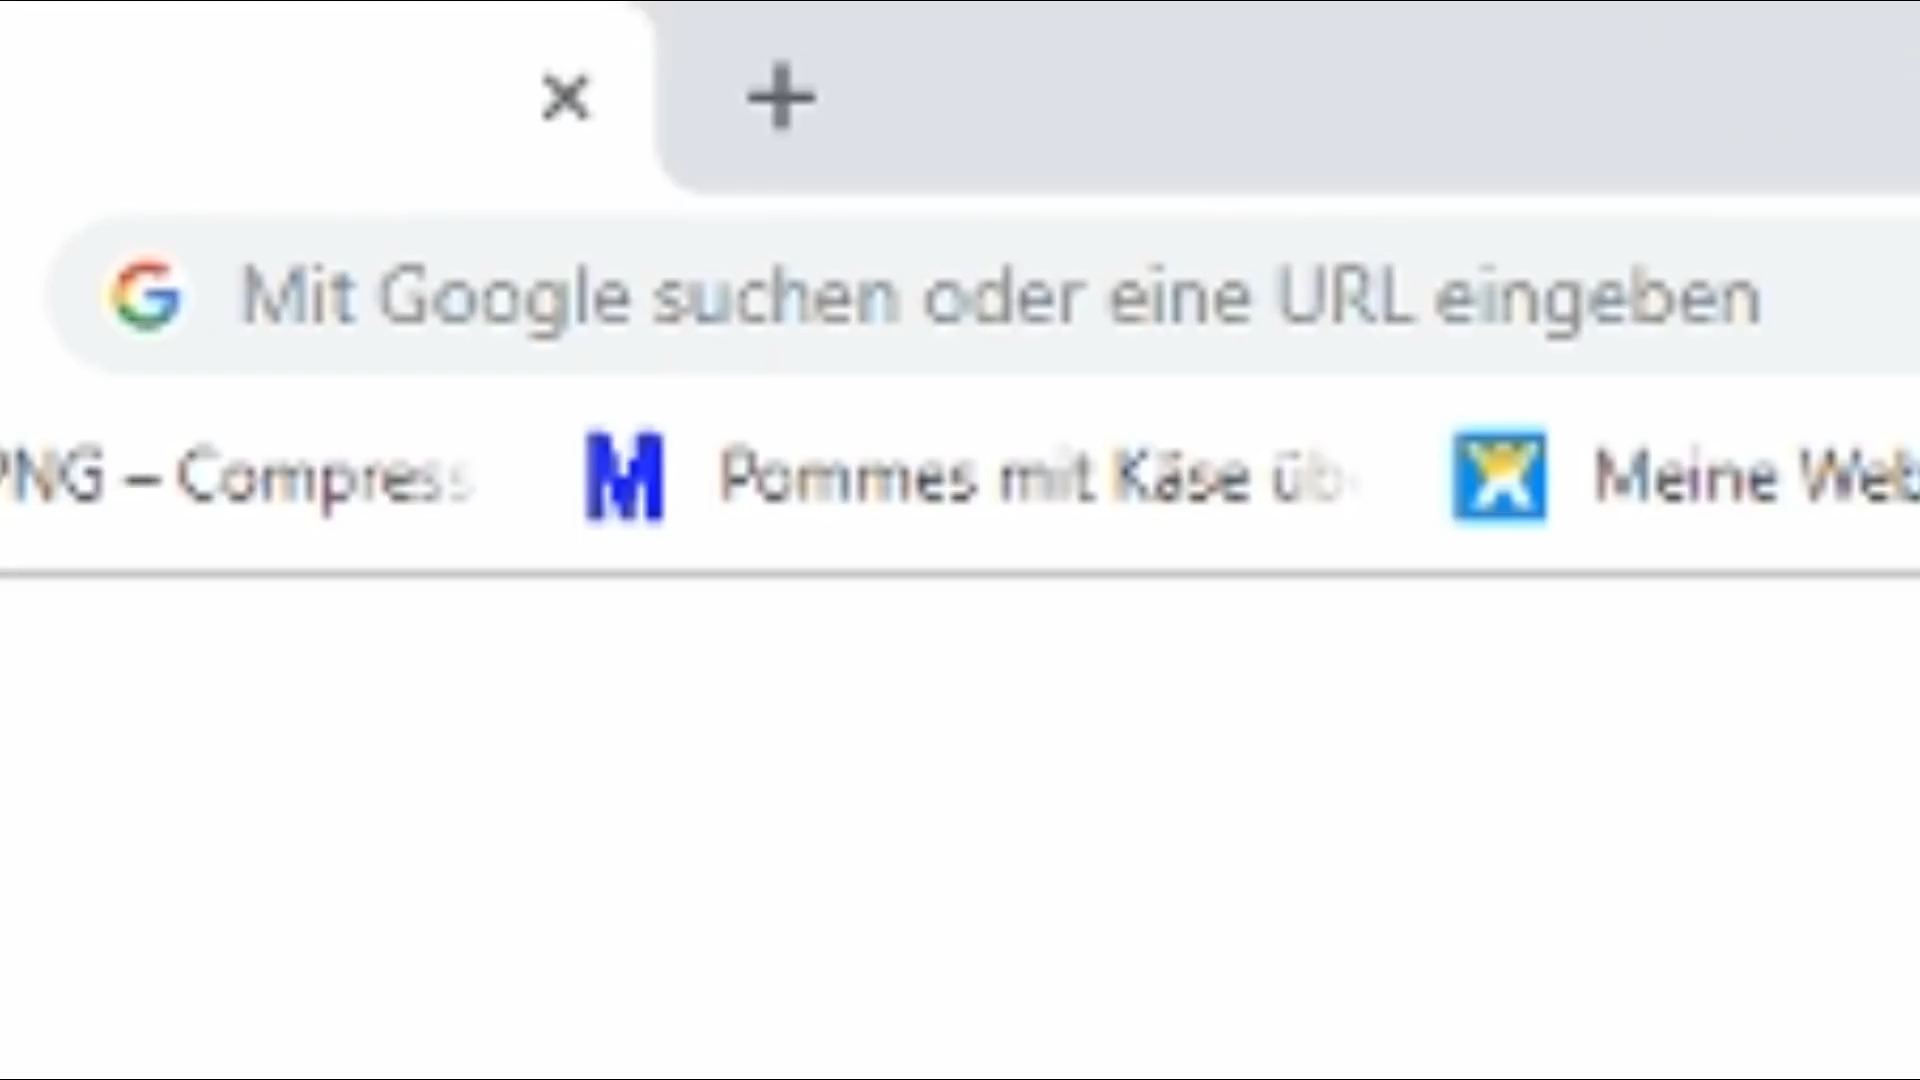 Mit Google suchen oder eine URL eingeben
PNG – Compress Pommes mit Käse üb Meine Web